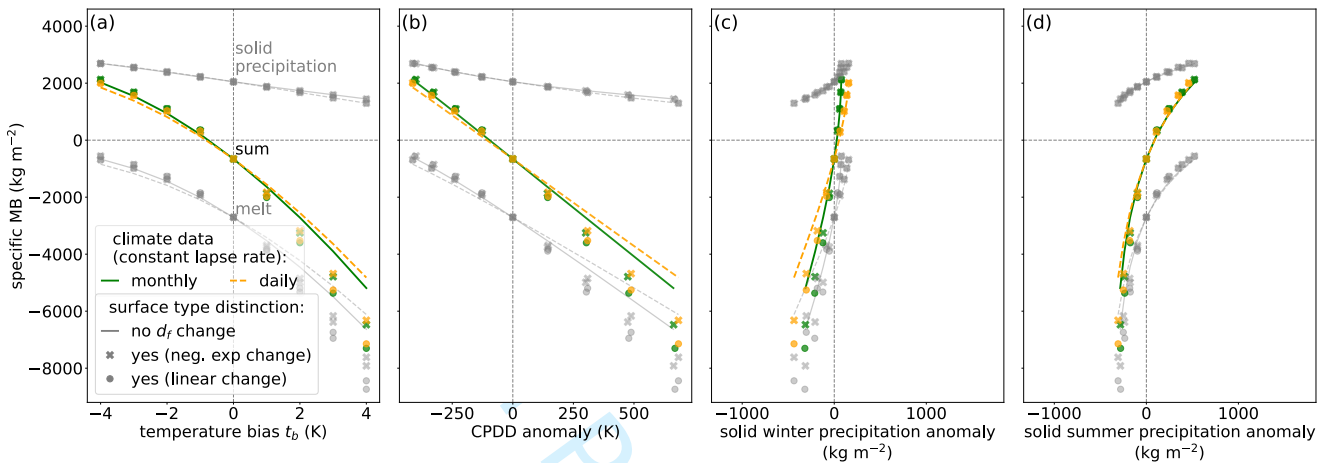 (a)
(b)
(c)
(d)
specific MB (kg m⁻²)
4000
2000
0
−2000
−4000
−6000
−8000
solid
precipitation
sum
melt
climate data
(constant lapse rate):
monthly
daily
surface type distinction:
no d_f change
yes (neg. exp change)
yes (linear change)
−4
−2
0
2
4
temperature bias t_b (K)
−250
0
250
500
CPDD anomaly (K)
−1000
0
1000
solid winter precipitation anomaly
(kg m⁻²)
−1000
0
1000
solid summer precipitation anomaly
(kg m⁻²)